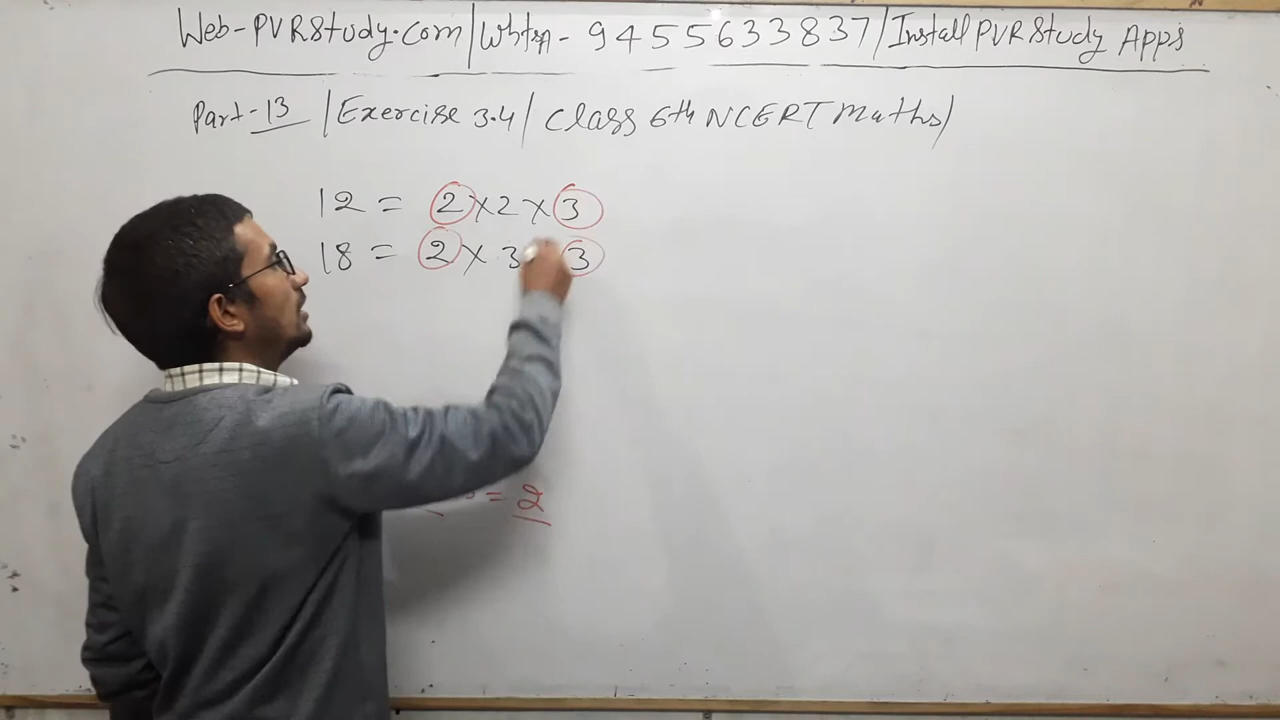 Web-PVRStudy.com/Whtsp-9455633837/Install PVR Study Apps
Part-13 /Exercise 3.4/ Class 6th NCERT Maths/
12 = 2×2×3
18 = 2× 3 3
= 2